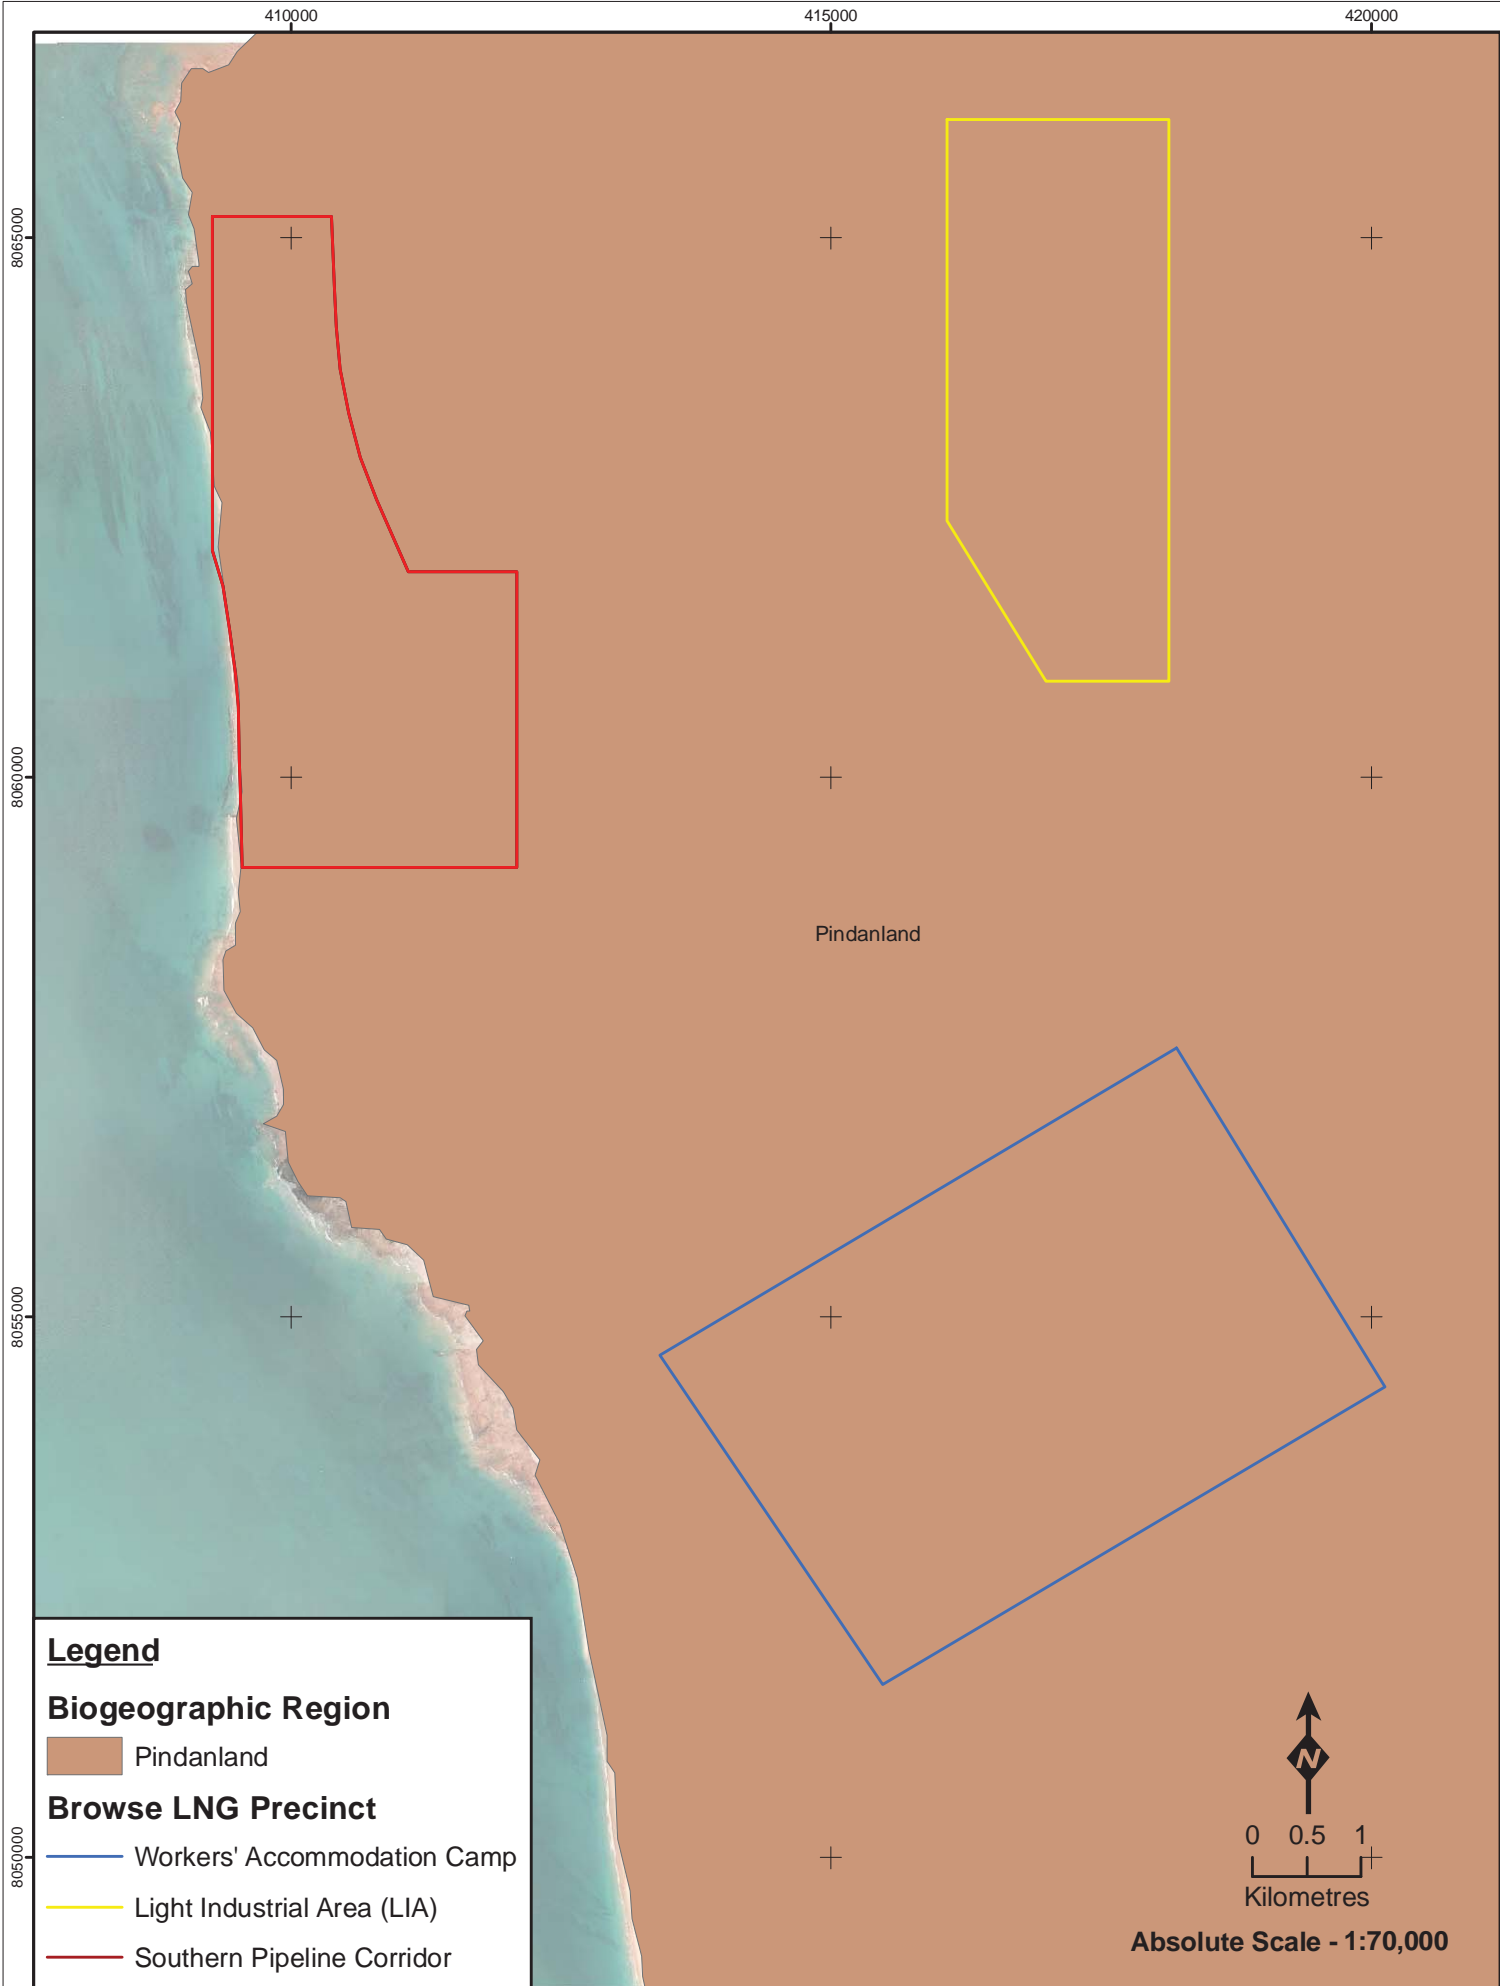 410000
415000
420000
8065000
8060000
8055000
8050000
Pindanland
Legend
Biogeographic Region
Pindanland
Browse LNG Precinct
Workers' Accommodation Camp
Light Industrial Area (LIA)
Southern Pipeline Corridor
N
0 0.5 1
Kilometres
Absolute Scale - 1:70,000